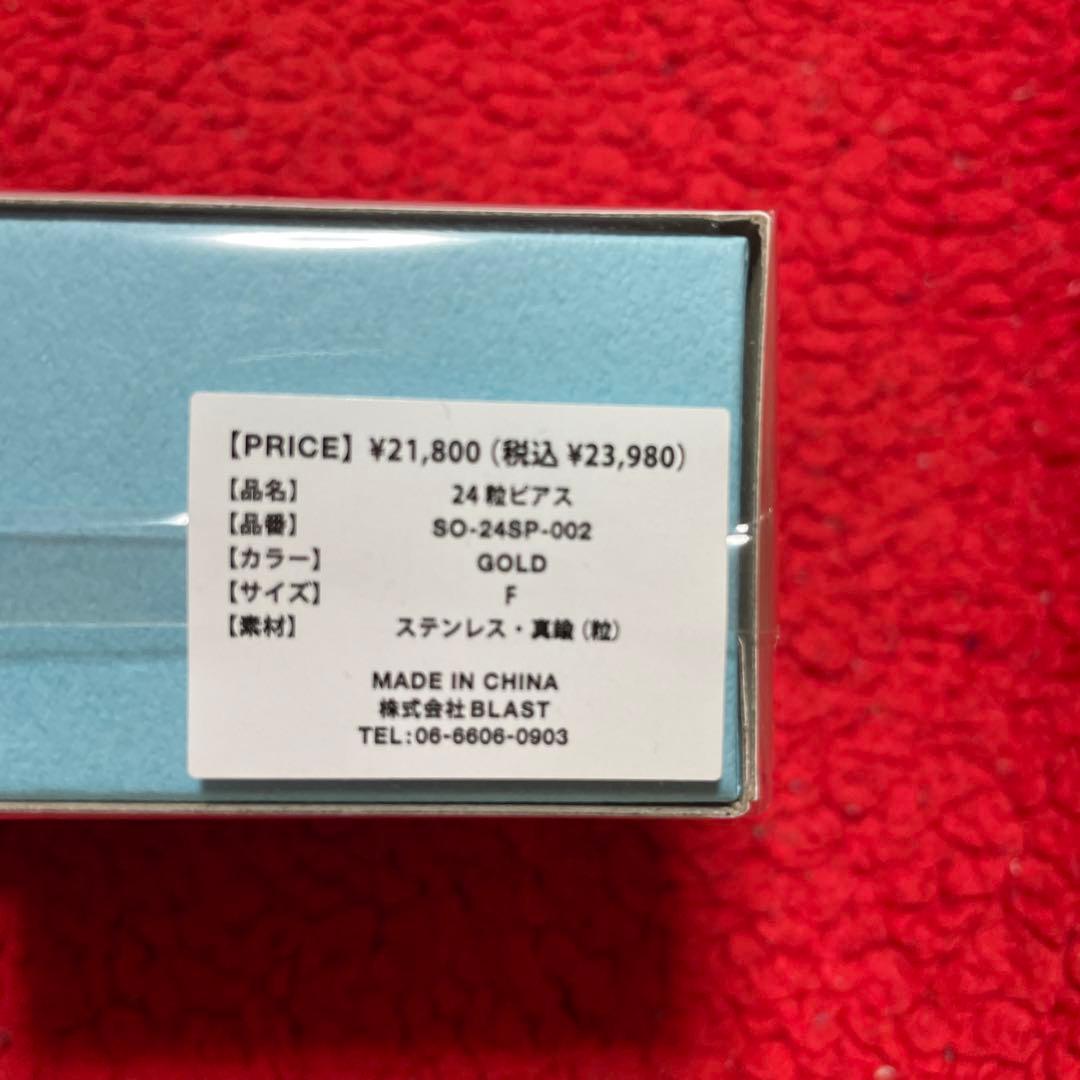 【PRICE】 ¥21,800 (税込 ¥23,980)
【品名】 24粒ピアス
【品番】 SO-24SP-002
【カラー】 GOLD
【サイズ】 F
【素材】 ステンレス・真鍮(粒)
MADE IN CHINA
株式会社BLAST
TEL:06-6606-0903